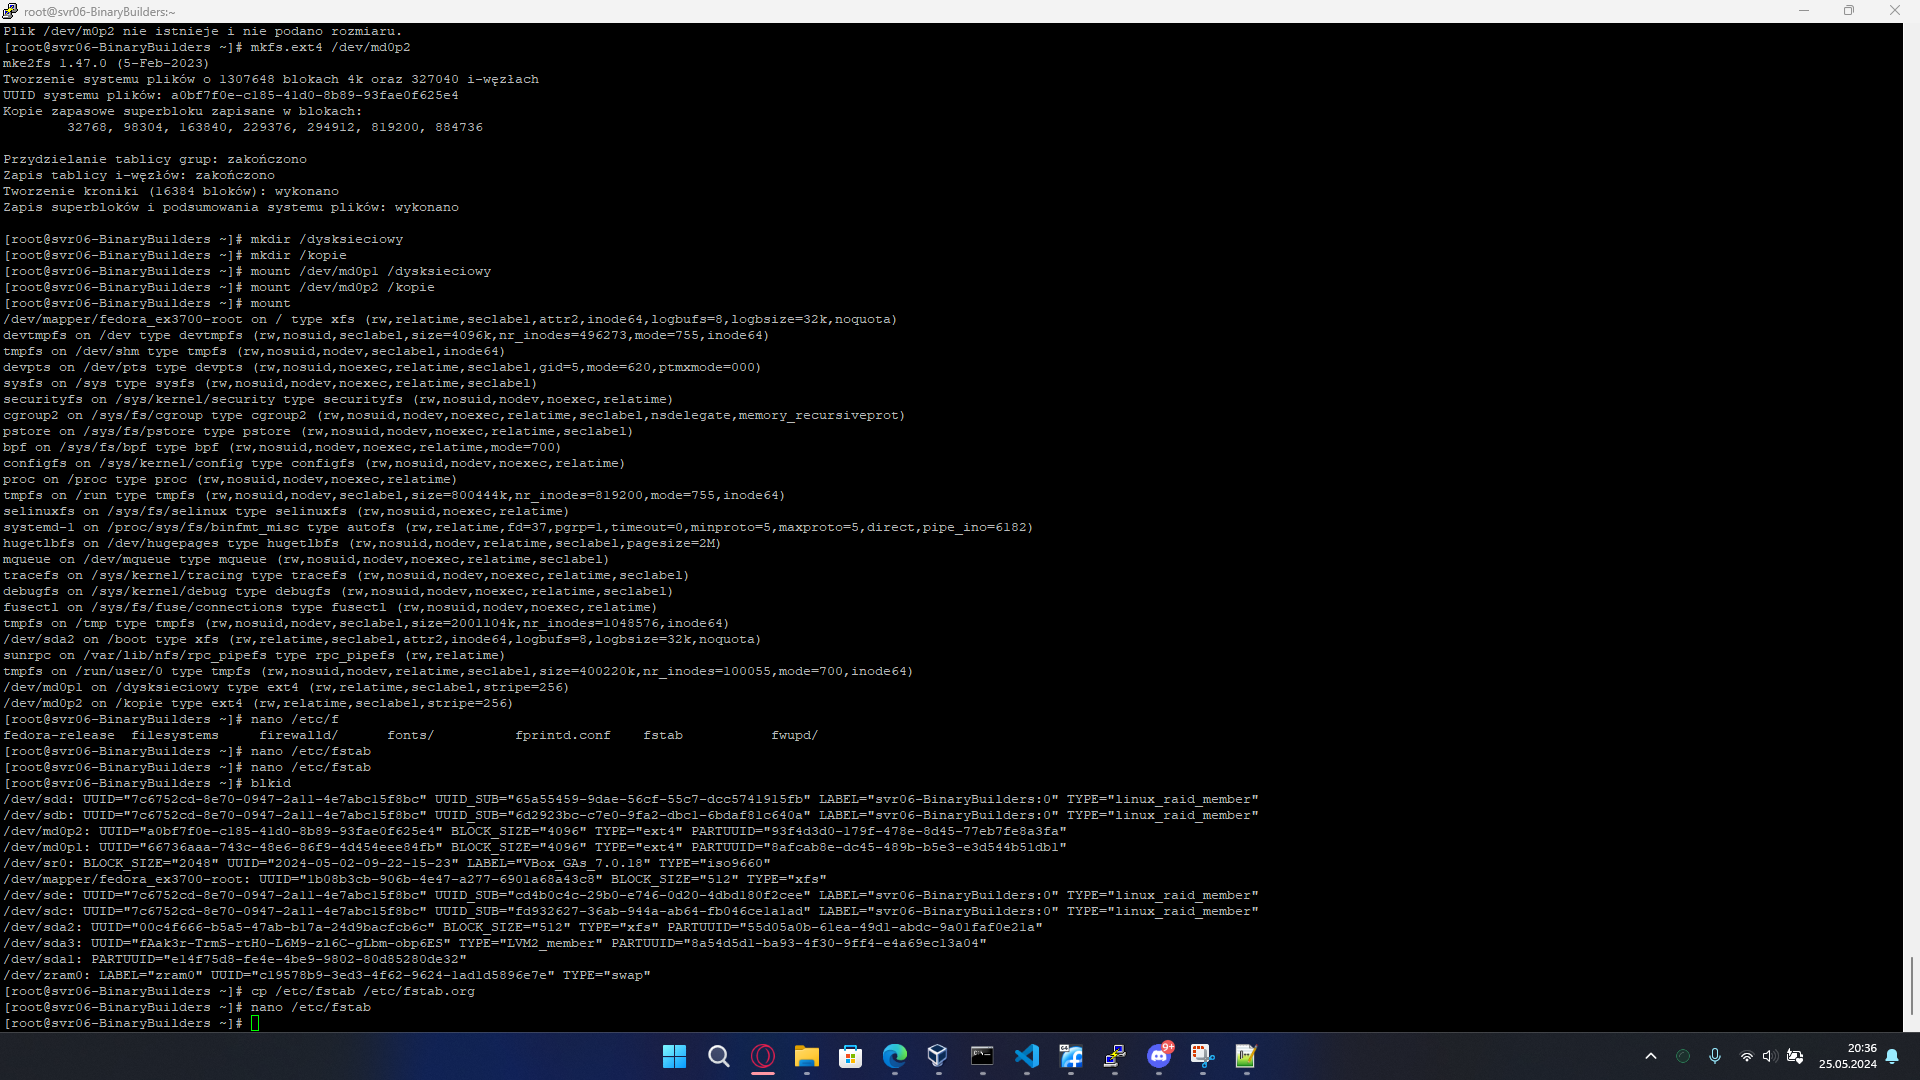 root@svr06-BinaryBuilders:~
Plik /dev/m0p2 nie istnieje i nie podano rozmiaru.
[root@svr06-BinaryBuilders ~]# mkfs.ext4 /dev/md0p2
mke2fs 1.47.0 (5-Feb-2023)
Tworzenie systemu plików o 1307648 blokach 4k oraz 327040 i-węzłach
UUID systemu plików: a0bf7f0e-c185-41d0-8b89-93fae0f625e4
Kopie zapasowe superbloku zapisane w blokach:
32768, 98304, 163840, 229376, 294912, 819200, 884736
Przydzielanie tablicy grup: zakończono
Zapis tablicy i-węzłów: zakończono
Tworzenie kroniki (16384 bloków): wykonano
Zapis superbloków i podsumowania systemu plików: wykonano
[root@svr06-BinaryBuilders ~]# mkdir /dysksieciowy
[root@svr06-BinaryBuilders ~]# mkdir /kopie
[root@svr06-BinaryBuilders ~]# mount /dev/md0p1 /dysksieciowy
[root@svr06-BinaryBuilders ~]# mount /dev/md0p2 /kopie
[root@svr06-BinaryBuilders ~]# mount
/dev/mapper/fedora_ex3700-root on / type xfs (rw,relatime,seclabel,attr2,inode64,logbufs=8,logbsize=32k,noquota)
devtmpfs on /dev type devtmpfs (rw,nosuid,seclabel,size=4096k,nr_inodes=496273,mode=755,inode64)
tmpfs on /dev/shm type tmpfs (rw,nosuid,nodev,seclabel,inode64)
devpts on /dev/pts type devpts (rw,nosuid,noexec,relatime,seclabel,gid=5,mode=620,ptmxmode=000)
sysfs on /sys type sysfs (rw,nosuid,nodev,noexec,relatime,seclabel)
securityfs on /sys/kernel/security type securityfs (rw,nosuid,nodev,noexec,relatime)
cgroup2 on /sys/fs/cgroup type cgroup2 (rw,nosuid,nodev,noexec,relatime,seclabel,nsdelegate,memory_recursiveprot)
pstore on /sys/fs/pstore type pstore (rw,nosuid,nodev,noexec,relatime,seclabel)
bpf on /sys/fs/bpf type bpf (rw,nosuid,nodev,noexec,relatime,mode=700)
configfs on /sys/kernel/config type configfs (rw,nosuid,nodev,noexec,relatime)
proc on /proc type proc (rw,nosuid,nodev,noexec,relatime)
tmpfs on /run type tmpfs (rw,nosuid,nodev,seclabel,size=800444k,nr_inodes=819200,mode=755,inode64)
selinuxfs on /sys/fs/selinux type selinuxfs (rw,nosuid,noexec,relatime)
systemd-1 on /proc/sys/fs/binfmt_misc type autofs (rw,relatime,fd=37,pgrp=1,timeout=0,minproto=5,maxproto=5,direct,pipe_ino=6182)
hugetlbfs on /dev/hugepages type hugetlbfs (rw,nosuid,nodev,relatime,seclabel,pagesize=2M)
mqueue on /dev/mqueue type mqueue (rw,nosuid,nodev,noexec,relatime,seclabel)
tracefs on /sys/kernel/tracing type tracefs (rw,nosuid,nodev,noexec,relatime,seclabel)
debugfs on /sys/kernel/debug type debugfs (rw,nosuid,nodev,noexec,relatime,seclabel)
fusectl on /sys/fs/fuse/connections type fusectl (rw,nosuid,nodev,noexec,relatime)
tmpfs on /tmp type tmpfs (rw,nosuid,nodev,seclabel,size=2001104k,nr_inodes=1048576,inode64)
/dev/sda2 on /boot type xfs (rw,relatime,seclabel,attr2,inode64,logbufs=8,logbsize=32k,noquota)
sunrpc on /var/lib/nfs/rpc_pipefs type rpc_pipefs (rw,relatime)
tmpfs on /run/user/0 type tmpfs (rw,nosuid,nodev,relatime,seclabel,size=400220k,nr_inodes=100055,mode=700,inode64)
/dev/md0p1 on /dysksieciowy type ext4 (rw,relatime,seclabel,stripe=256)
/dev/md0p2 on /kopie type ext4 (rw,relatime,seclabel,stripe=256)
[root@svr06-BinaryBuilders ~]# nano /etc/f
fedora-release filesystems firewalld/ fonts/ fprintd.conf fstab fwupd/
[root@svr06-BinaryBuilders ~]# nano /etc/fstab
[root@svr06-BinaryBuilders ~]# nano /etc/fstab
[root@svr06-BinaryBuilders ~]# blkid
/dev/sdd: UUID="7c6752cd-8e70-0947-2a11-4e7abc15f8bc" UUID_SUB="65a55459-9dae-56cf-55c7-dcc5741915fb" LABEL="svr06-BinaryBuilders:0" TYPE="linux_raid_member"
/dev/sdb: UUID="7c6752cd-8e70-0947-2a11-4e7abc15f8bc" UUID_SUB="6d2923bc-c7e0-9fa2-dbc1-6bdaf81c640a" LABEL="svr06-BinaryBuilders:0" TYPE="linux_raid_member"
/dev/md0p2: UUID="a0bf7f0e-c185-41d0-8b89-93fae0f625e4" BLOCK_SIZE="4096" TYPE="ext4" PARTUUID="93f4d3d0-179f-478e-8d45-77eb7fe8a3fa"
/dev/md0p1: UUID="66736aaa-743c-48e6-86f9-4d454eee84fb" BLOCK_SIZE="4096" TYPE="ext4" PARTUUID="8afcab8e-dc45-489b-b5e3-e3d544b51db1"
/dev/sr0: BLOCK_SIZE="2048" UUID="2024-05-02-09-22-15-23" LABEL="VBox_GAs_7.0.18" TYPE="iso9660"
/dev/mapper/fedora_ex3700-root: UUID="1b08b3cb-906b-4e47-a277-6901a68a43c8" BLOCK_SIZE="512" TYPE="xfs"
/dev/sde: UUID="7c6752cd-8e70-0947-2a11-4e7abc15f8bc" UUID_SUB="cd4b0c4c-29b0-e746-0d20-4dbd180f2cee" LABEL="svr06-BinaryBuilders:0" TYPE="linux_raid_member"
/dev/sdc: UUID="7c6752cd-8e70-0947-2a11-4e7abc15f8bc" UUID_SUB="fd932627-36ab-944a-ab64-fb046ce1a1ad" LABEL="svr06-BinaryBuilders:0" TYPE="linux_raid_member"
/dev/sda2: UUID="00c4f666-b5a5-47ab-b17a-24d9bacfcb6c" BLOCK_SIZE="512" TYPE="xfs" PARTUUID="55d05a0b-61ea-49d1-abdc-9a01faf0e21a"
/dev/sda3: UUID="fAak3r-TrmS-rtH0-L6M9-zl6C-gLbm-obp6ES" TYPE="LVM2_member" PARTUUID="8a54d5d1-ba93-4f30-9ff4-e4a69ec13a04"
/dev/sda1: PARTUUID="e14f75d8-fe4e-4be9-9802-80d85280de32"
/dev/zram0: LABEL="zram0" UUID="c19578b9-3ed3-4f62-9624-1ad1d5896e7e" TYPE="swap"
[root@svr06-BinaryBuilders ~]# cp /etc/fstab /etc/fstab.org
[root@svr06-BinaryBuilders ~]# nano /etc/fstab
[root@svr06-BinaryBuilders ~]#
9+
20:36
25.05.2024